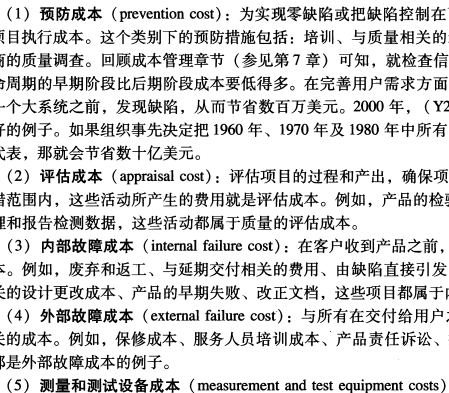 （1）预防成本（prevention cost）：为实现零缺陷或把缺陷控制在
项目执行成本。这个类别下的预防措施包括：培训、与质量相关的
商的质量调查。回顾成本管理章节（参见第 7 章）可知，就检查信
命周期的早期阶段比后期阶段成本要低得多。在完善用户需求方面
一个大系统之前，发现缺陷，从而节省数百万美元。2000 年，（Y2
好的例子。如果组织事先决定把 1960 年、1970 年及 1980 年中所有
代表，那就会节省数十亿美元。
（2）评估成本（appraisal cost）：评估项目的过程和产出，确保项
错范围内，这些活动所产生的费用就是评估成本。例如，产品的检
理和报告检测数据，这些活动都属于质量的评估成本。
（3）内部故障成本（internal failure cost）：在客户收到产品之前，
本。例如，废弃和返工、与延期交付相关的费用、由缺陷直接引发
关的设计更改成本、产品的早期失败、改正文档，这些项目都属于
（4）外部故障成本（external failure cost）：与所有在交付给用户
关的成本。例如，保修成本、服务人员培训成本、产品责任诉讼、
都是外部故障成本的例子。
（5）测量和测试设备成本（measurement and test equipment costs）